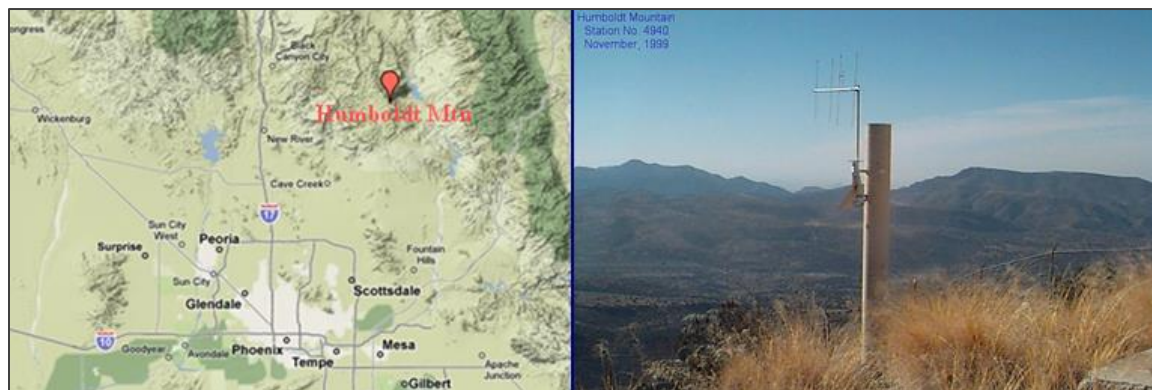 ongress
Black
Canyon City
Humboldt Mtn
Wickenburg
New River
Cave Creek
17
Sun City
West
Surprise
Peoria
Fountain
Hills
Sun City
Scottsdale
Glendale
10
Goodyear
Avondale
Phoenix
Tempe
Mesa
Apache
Junction
Gilbert
Humboldt Mountain
Station No. 4940
November, 1999